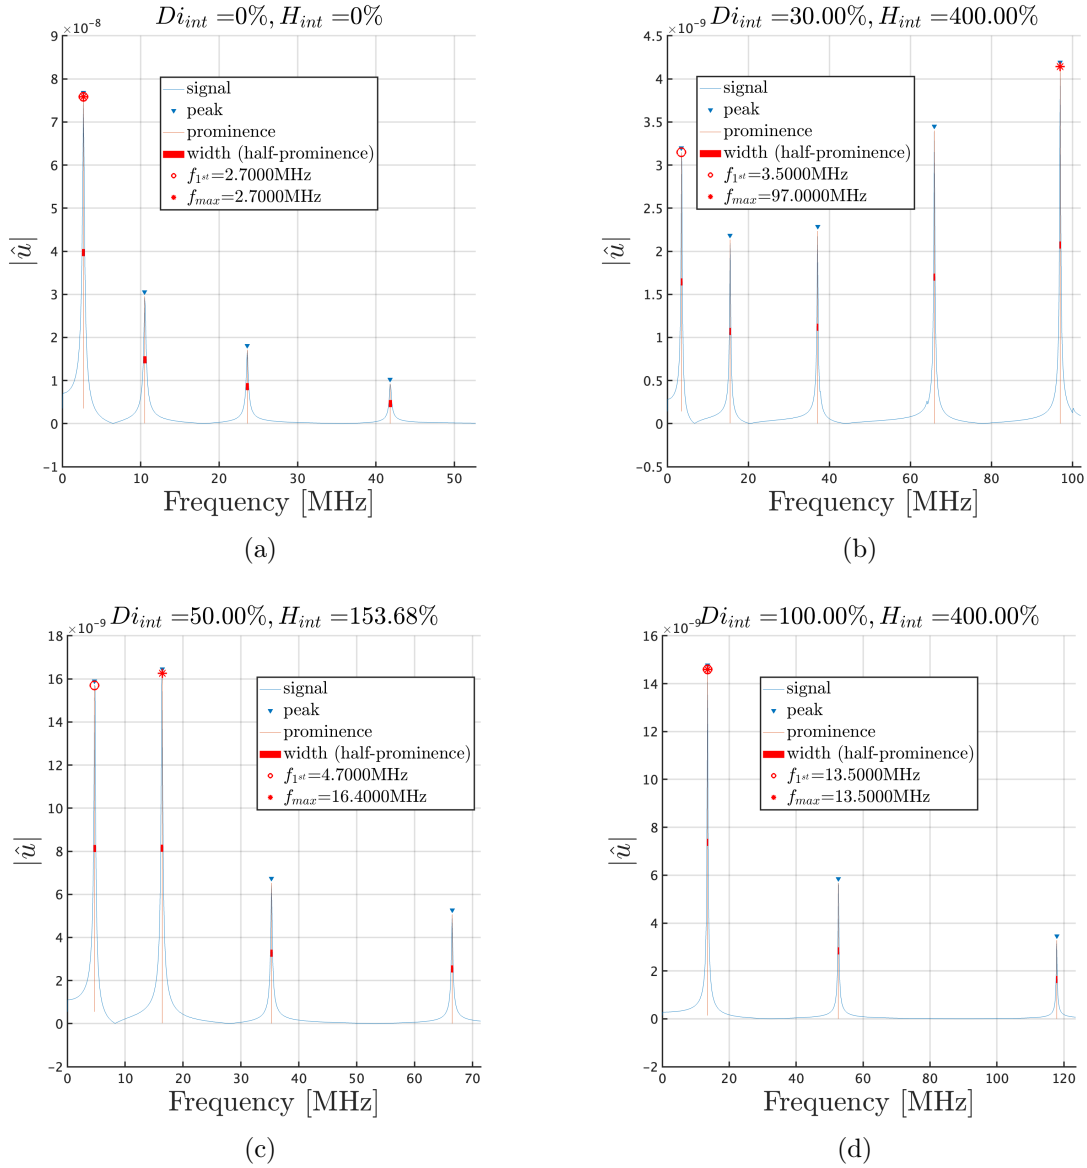 Di_int =0%, H_int =0%
×10⁻⁸
9
8
7
6
5
4
3
2
1
0
-1
|û|
signal
peak
prominence
width (half-prominence)
f_1st=2.7000MHz
f_max=2.7000MHz
0 10 20 30 40 50
Frequency [MHz]
(a)
Di_int =30.00%, H_int =400.00%
×10⁻⁹
4.5
4
3.5
3
2.5
2
1.5
1
0.5
0
-0.5
|û|
signal
peak
prominence
width (half-prominence)
f_1st=3.5000MHz
f_max=97.0000MHz
0 20 40 60 80 100
Frequency [MHz]
(b)
Di_int =50.00%, H_int =153.68%
×10⁻⁹
18
16
14
12
10
8
6
4
2
0
-2
|û|
signal
peak
prominence
width (half-prominence)
f_1st=4.7000MHz
f_max=16.4000MHz
0 10 20 30 40 50 60 70
Frequency [MHz]
(c)
Di_int =100.00%, H_int =400.00%
×10⁻⁹
16
14
12
10
8
6
4
2
0
-2
|û|
signal
peak
prominence
width (half-prominence)
f_1st=13.5000MHz
f_max=13.5000MHz
0 20 40 60 80 100 120
Frequency [MHz]
(d)